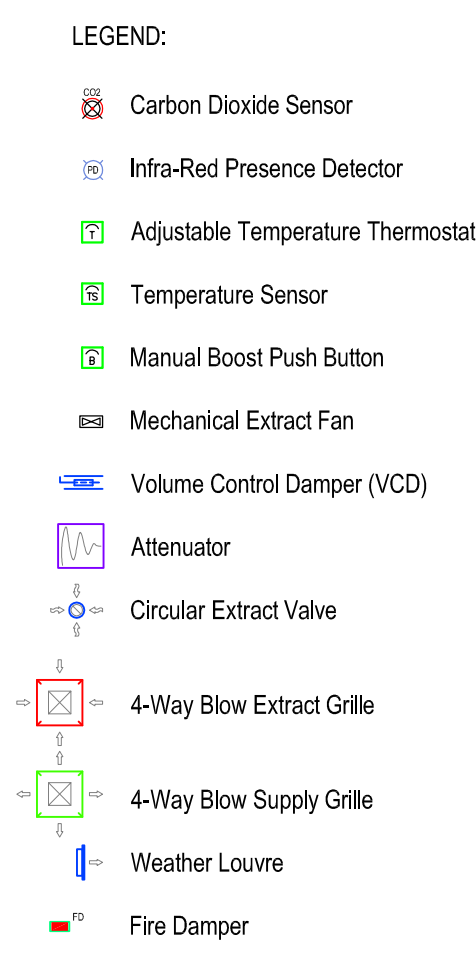 LEGEND:
CO2
Carbon Dioxide Sensor
PD
Infra-Red Presence Detector
T
Adjustable Temperature Thermostat
TS
Temperature Sensor
B
Manual Boost Push Button
Mechanical Extract Fan
Volume Control Damper (VCD)
Attenuator
Circular Extract Valve
4-Way Blow Extract Grille
4-Way Blow Supply Grille
Weather Louvre
FD
Fire Damper